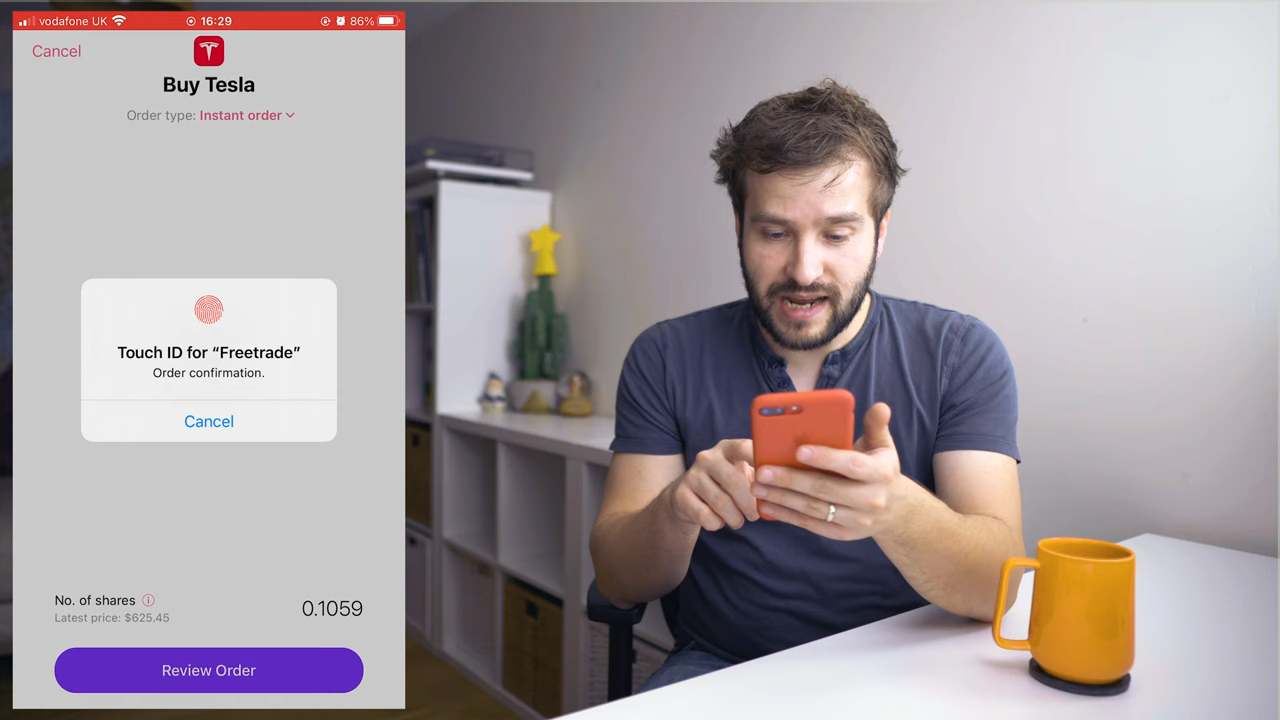 vodafone UK 16:29 86%
Cancel
Buy Tesla
Order type: Instant order
Touch ID for “Freetrade”
Order confirmation.
Cancel
No. of shares
0.1059
Latest price: $625.45
Review Order